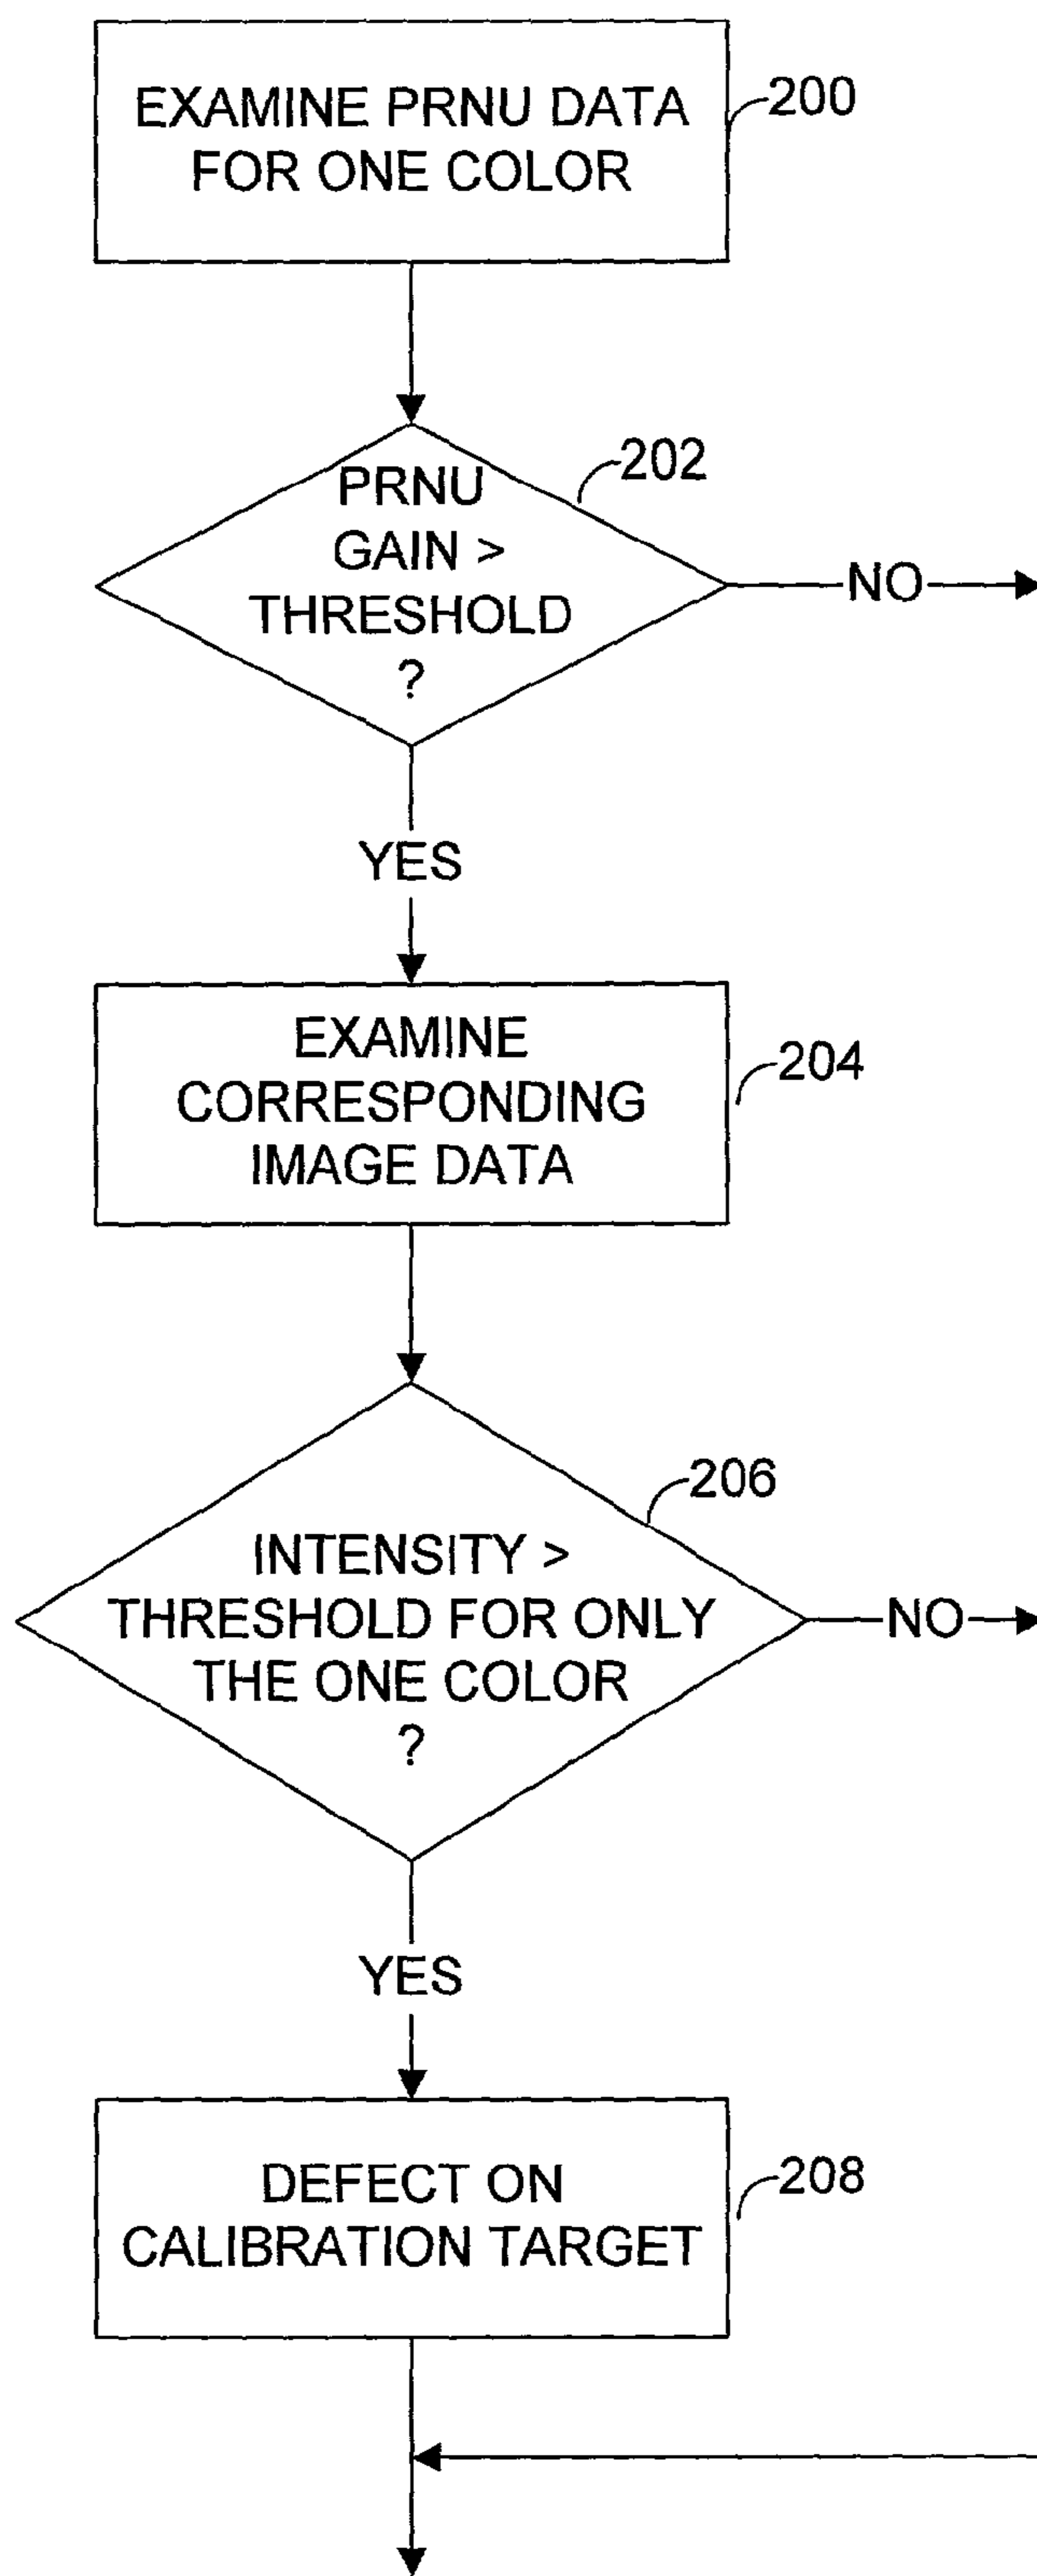 EXAMINE PRNU DATA
FOR ONE COLOR
200
PRNU
GAIN >
THRESHOLD
?
202
NO
YES
EXAMINE
CORRESPONDING
IMAGE DATA
204
INTENSITY >
THRESHOLD FOR ONLY
THE ONE COLOR
?
206
NO
YES
DEFECT ON
CALIBRATION TARGET
208